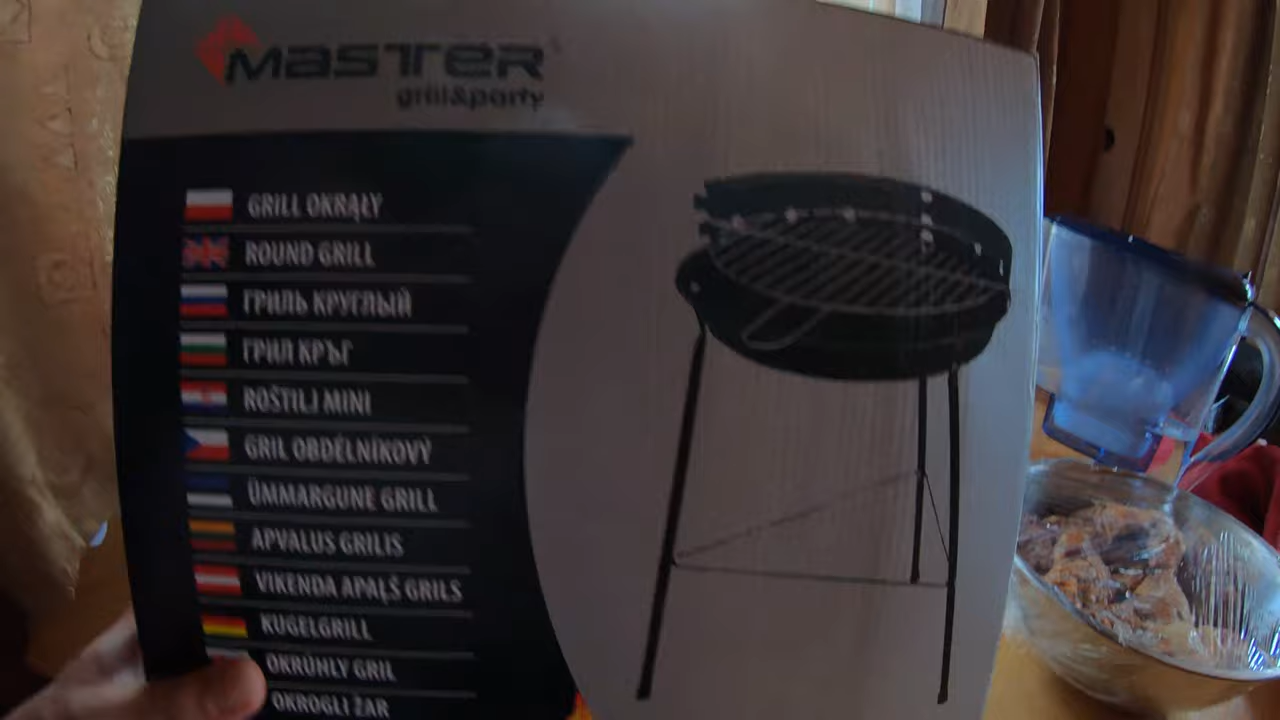 MASTER
grill&party
GRILL OKRĄŁY
ROUND GRILL
ГРИЛЬ КРУГЛЫЙ
ГРИЛ КРЪГ
ROŠTILJ MINI
GRIL OBDÉLNÍKOVÝ
ÜMMARGUNE GRILL
APVALUS GRILIS
VIKENDA APAĻŠ GRILS
KUGELGRILL
OKRÚHLY GRIL
OKROGLI ŽAR